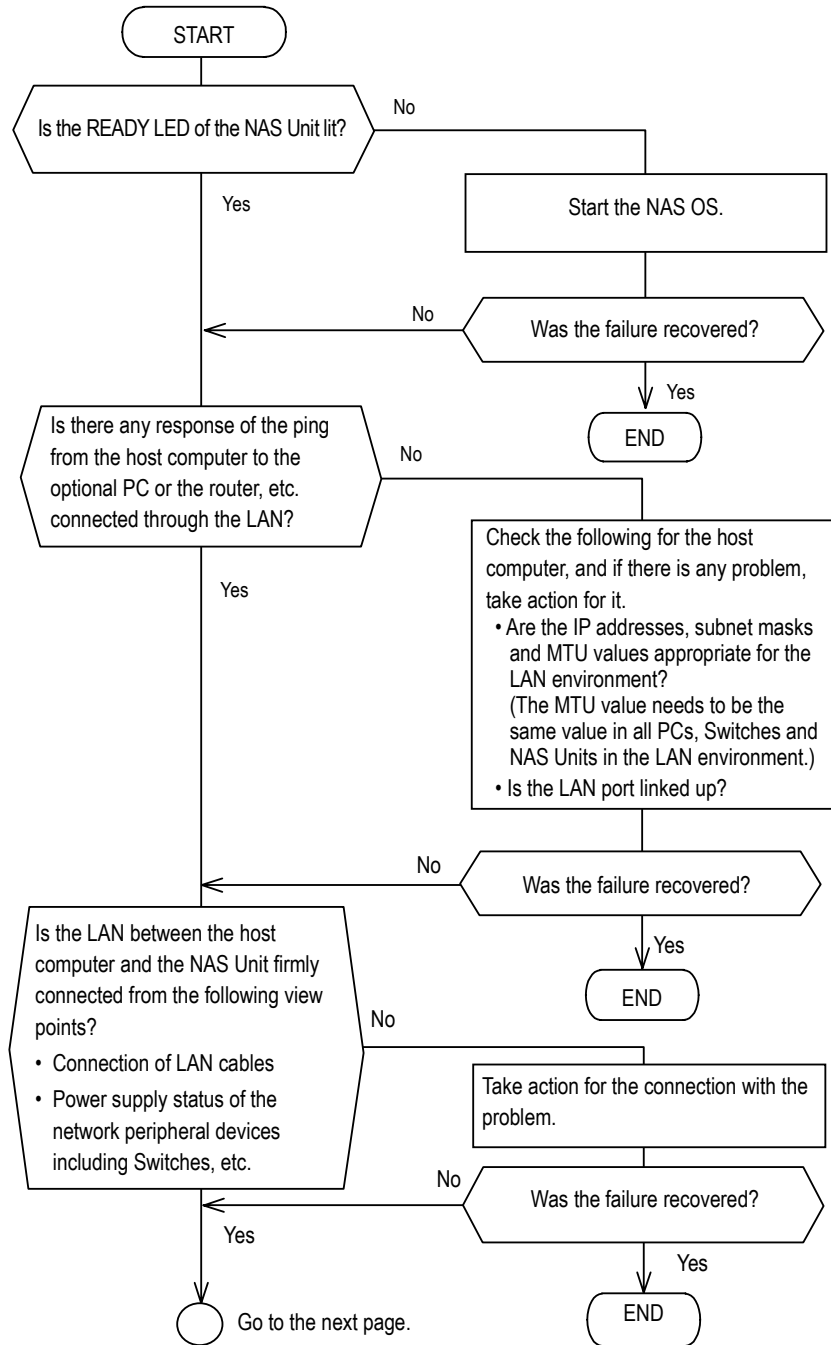 START
Is the READY LED of the NAS Unit lit?
No
Yes
Start the NAS OS.
No
Was the failure recovered?
Yes
END
Is there any response of the ping
from the host computer to the
optional PC or the router, etc.
connected through the LAN?
No
Yes
Check the following for the host
computer, and if there is any problem,
take action for it.
• Are the IP addresses, subnet masks
and MTU values appropriate for the
LAN environment?
(The MTU value needs to be the
same value in all PCs, Switches and
NAS Units in the LAN environment.)
• Is the LAN port linked up?
No
Was the failure recovered?
Yes
END
Is the LAN between the host
computer and the NAS Unit firmly
connected from the following view
points?
• Connection of LAN cables
• Power supply status of the
network peripheral devices
including Switches, etc.
No
Take action for the connection with the
problem.
No
Was the failure recovered?
Yes
Yes
END
Go to the next page.